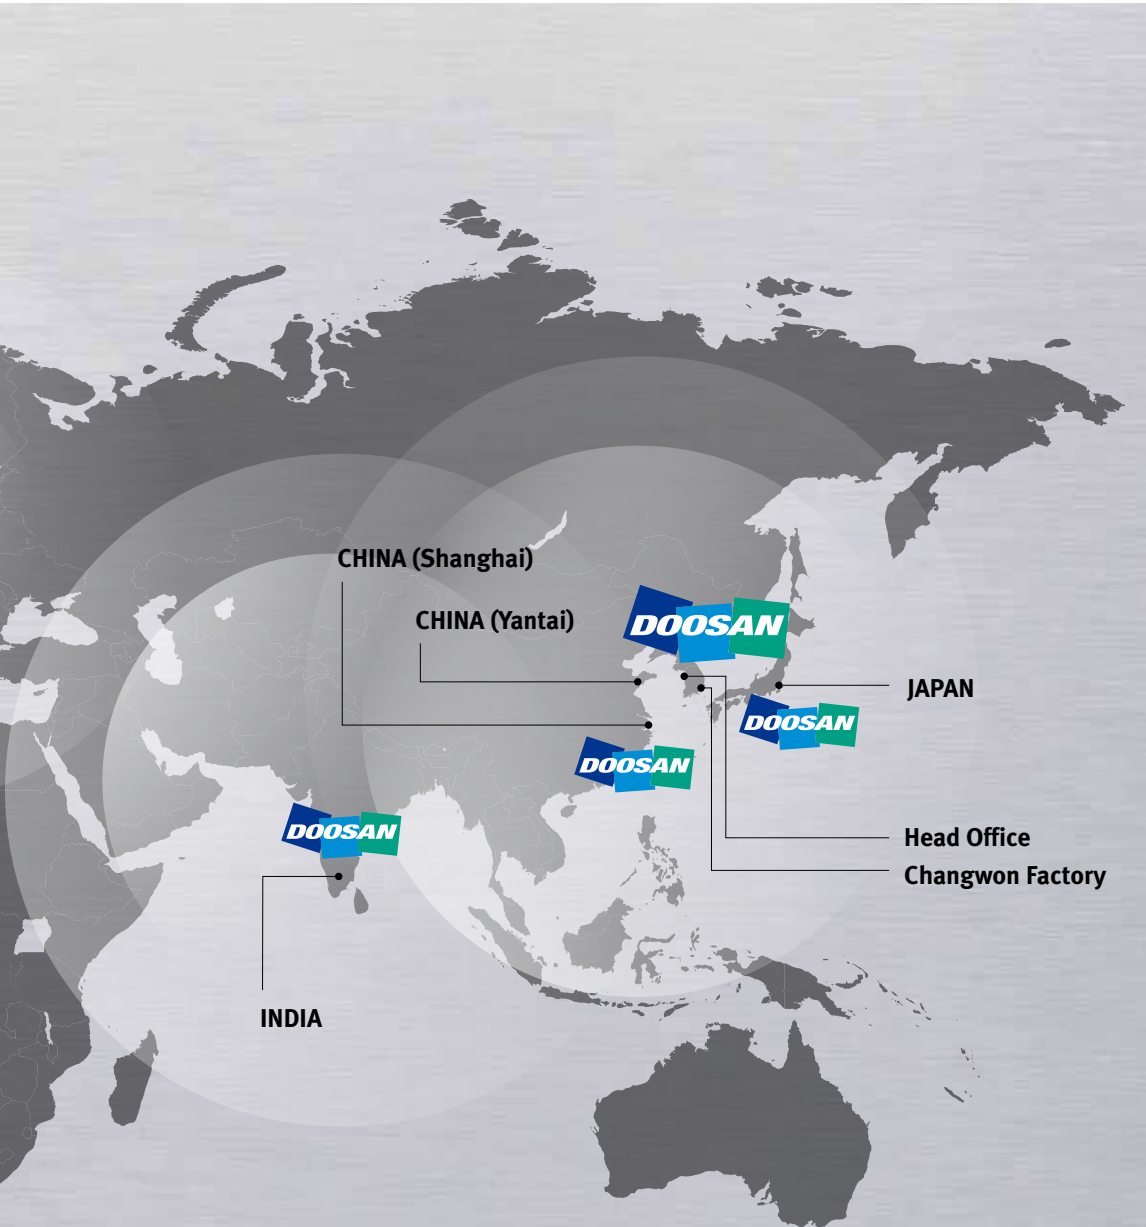 CHINA (Shanghai)
CHINA (Yantai)
DOOSAN
JAPAN
DOOSAN
DOOSAN
DOOSAN
Head Office
Changwon Factory
INDIA